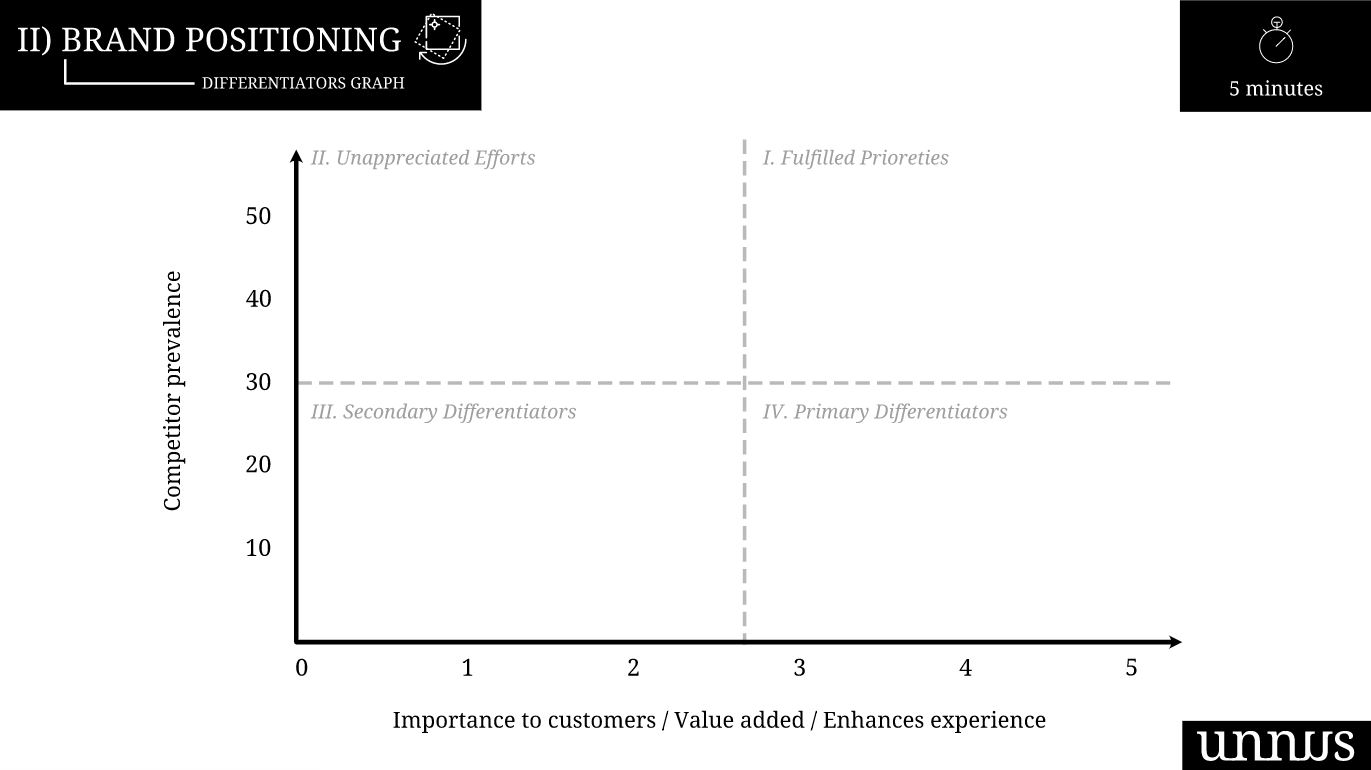 II) BRAND POSITIONING
DIFFERENTIATORS GRAPH
5 minutes
II. Unappreciated Efforts
I. Fulfilled Prioreties
50
40
30
20
10
Competitor prevalence
III. Secondary Differentiators
IV. Primary Differentiators
0 1 2 3 4 5
Importance to customers / Value added / Enhances experience
unnus